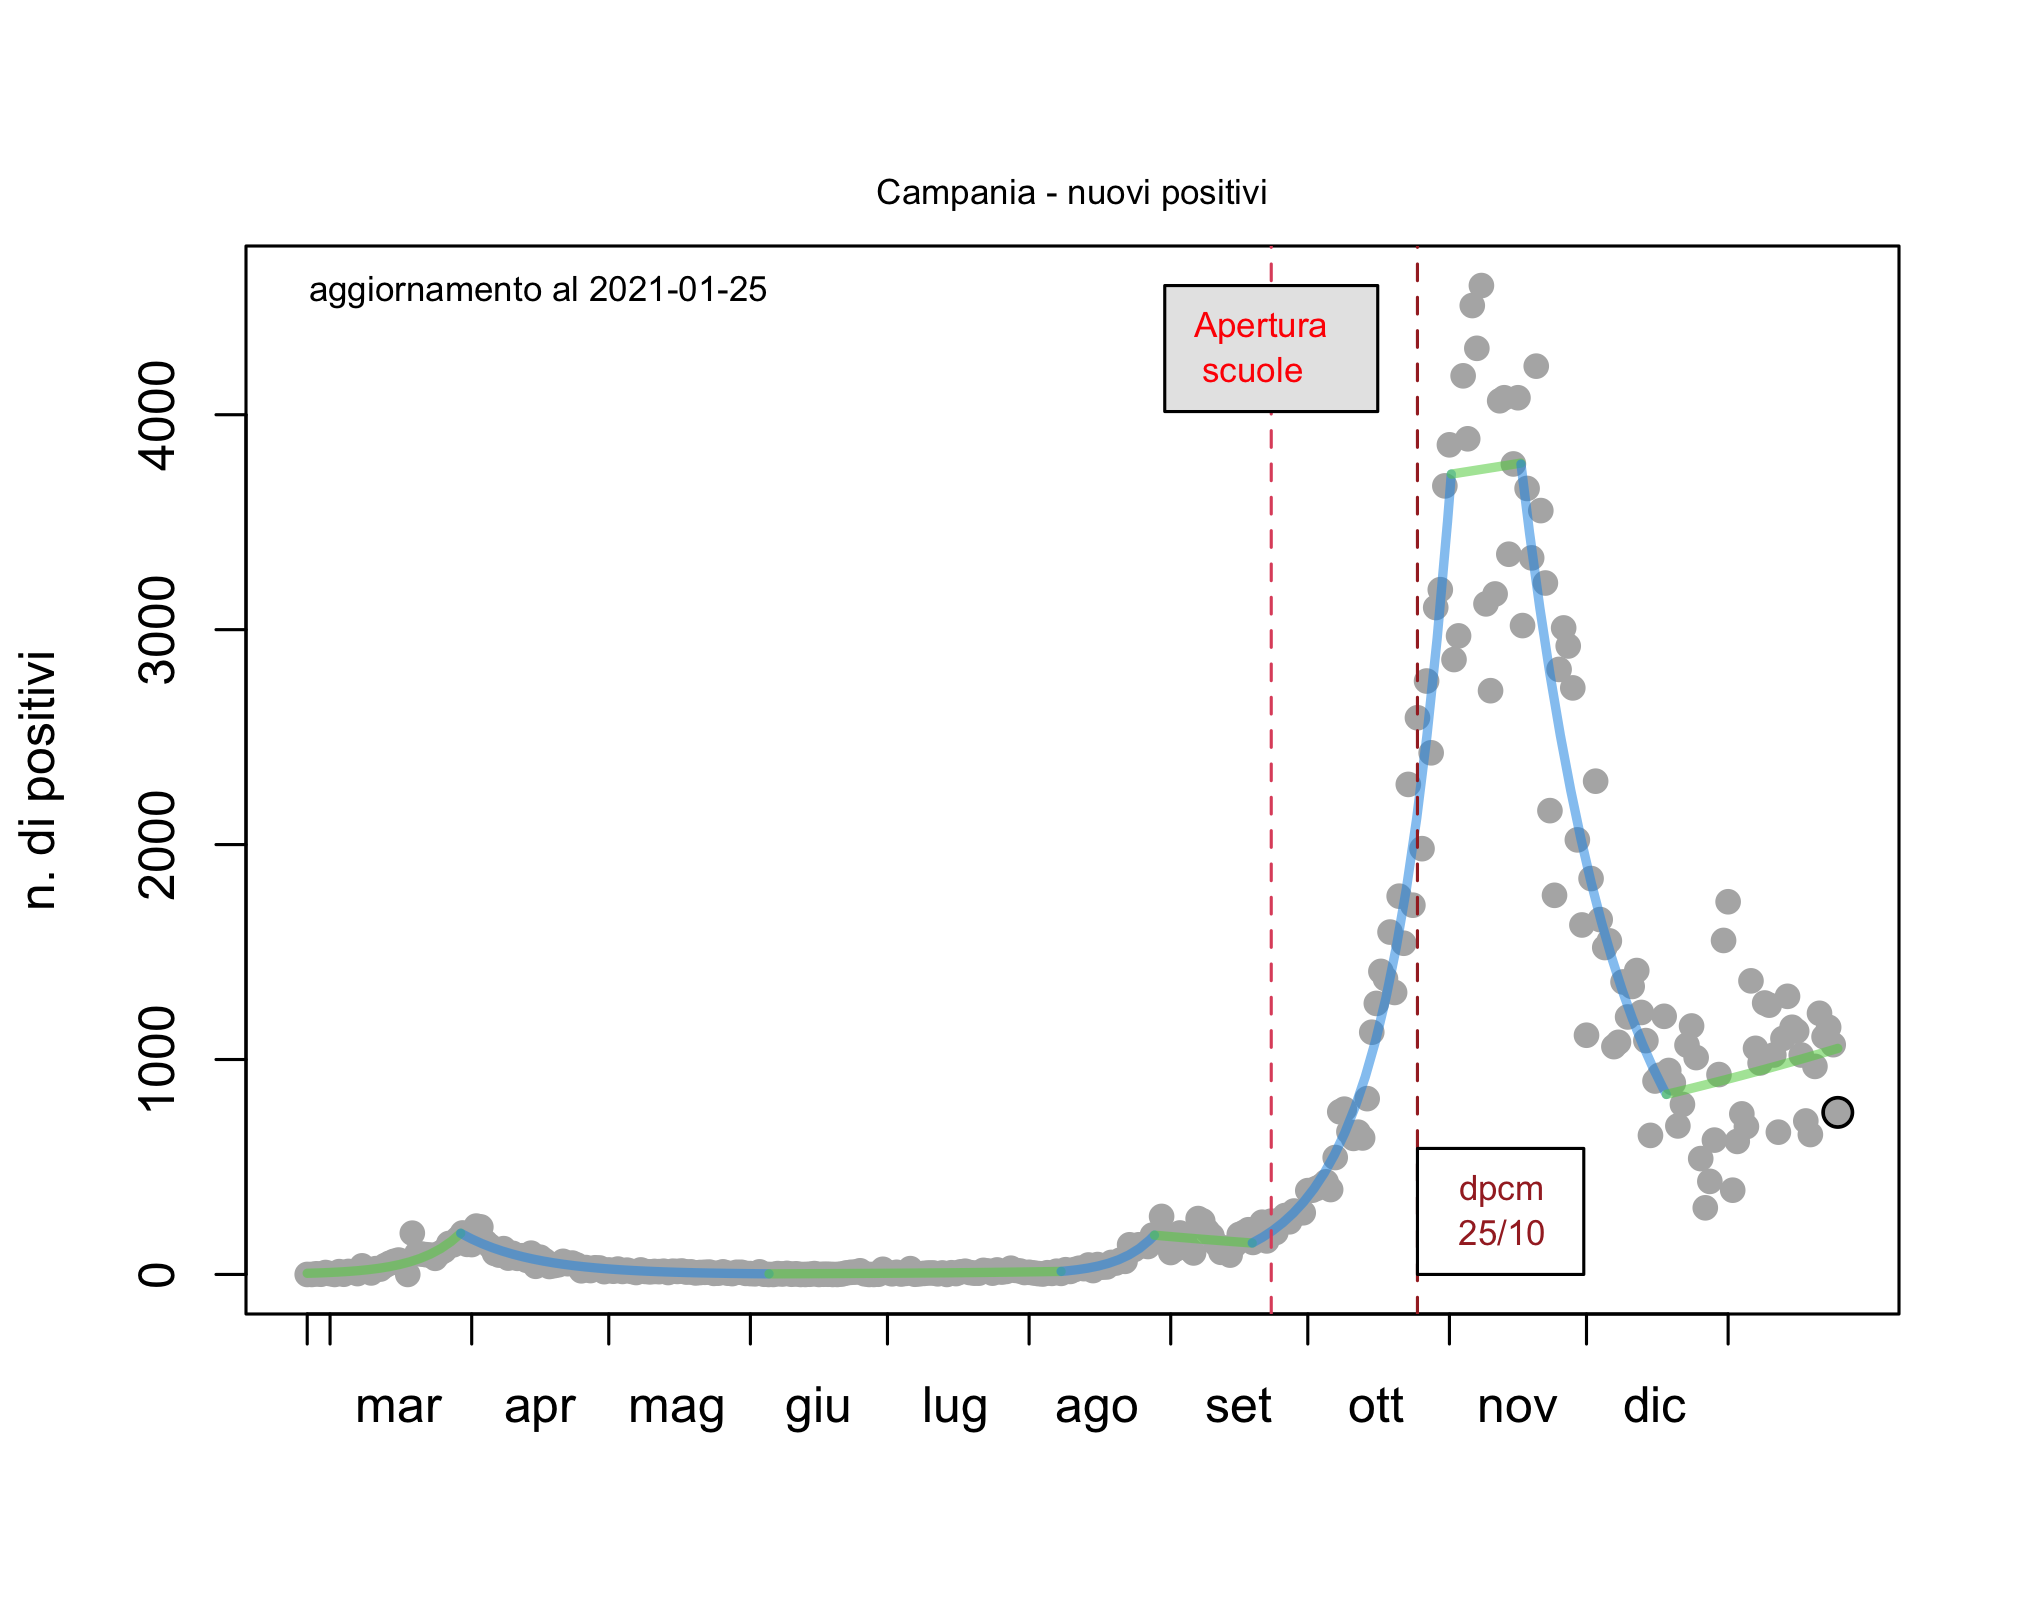 Campania - nuovi positivi
aggiornamento al 2021-01-25
Apertura
scuole
dpcm
25/10
n. di positivi
4000
3000
2000
1000
0
mar apr mag giu lug ago set ott nov dic